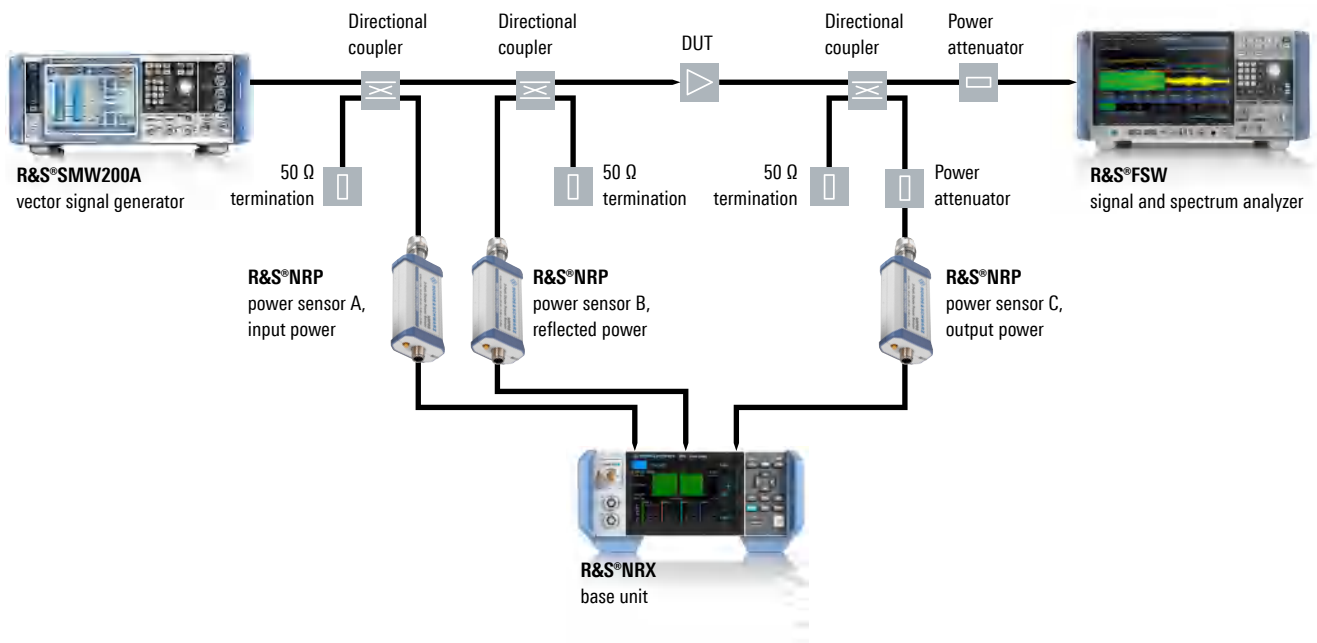 Directional
coupler
Directional
coupler
DUT
Directional
coupler
Power
attenuator
R&S®SMW200A
vector signal generator
50 Ω
termination
50 Ω
termination
50 Ω
termination
Power
attenuator
R&S®FSW
signal and spectrum analyzer
R&S®NRP
power sensor A,
input power
R&S®NRP
power sensor B,
reflected power
R&S®NRP
power sensor C,
output power
R&S®NRX
base unit